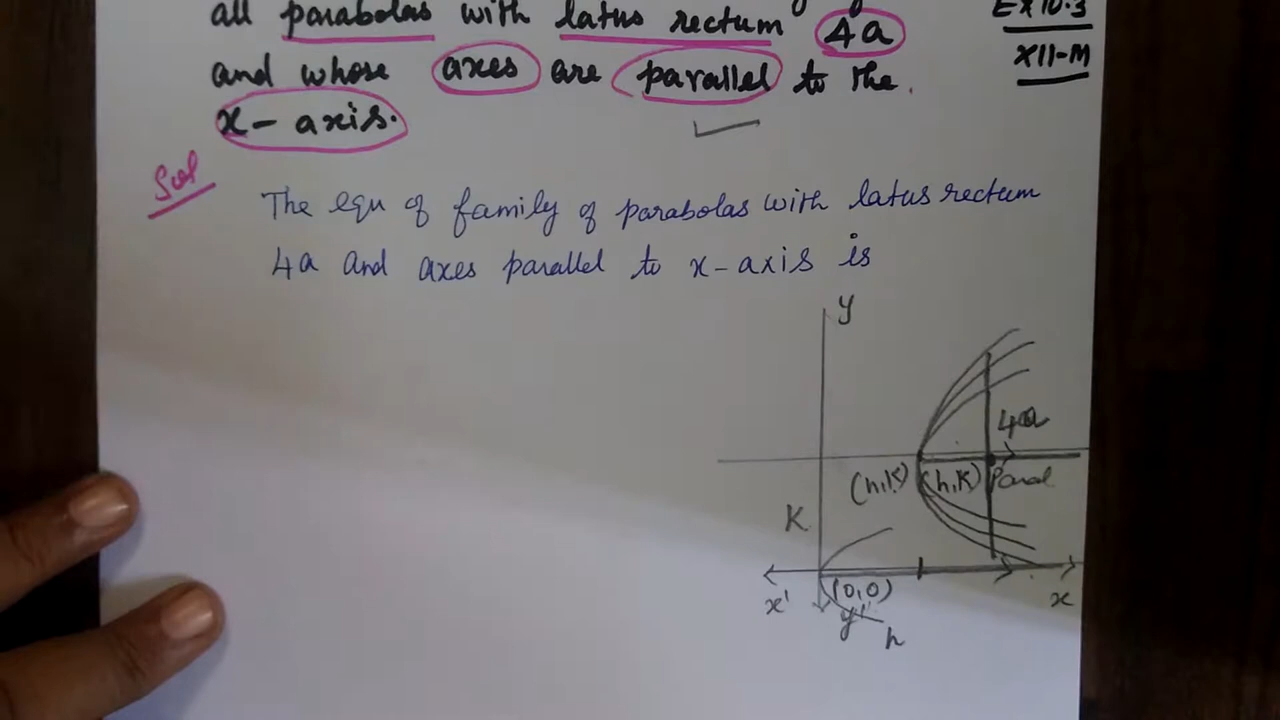 all parabolas with latus rectum 4a
and whose axes are parallel to the
x-axis.
Ex 10.3
XII-M
Sol
The equ of family of parabolas with latus rectum
4a and axes parallel to x-axis is
y
4a
(h,k) (h,k) Paral
K
(0,0)
x' y' x
h